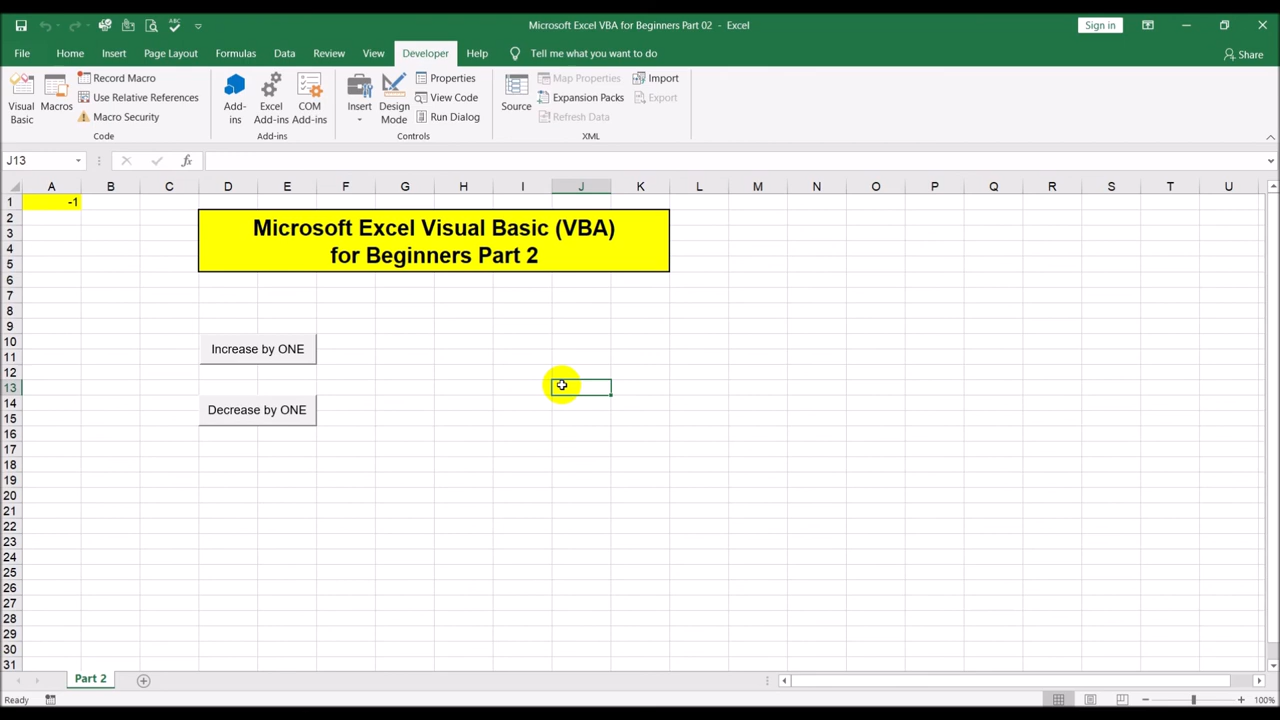 Microsoft Excel VBA for Beginners Part 02 - Excel
Sign in
File Home Insert Page Layout Formulas Data Review View Developer Help Tell me what you want to do Share
Visual Basic
Macros
Record Macro
Use Relative References
Macro Security
Code
Add-ins
Excel Add-ins
COM Add-ins
Add-ins
Insert
Design Mode
Properties
View Code
Run Dialog
Controls
Source
Map Properties
Expansion Packs
Refresh Data
Import
Export
XML
J13 fx
A B C D E F G H I J K L M N O P Q R S T U
1 -1
2
3
4
5
Microsoft Excel Visual Basic (VBA)
for Beginners Part 2
6
7
8
9
10
11
Increase by ONE
12
13
14
15
Decrease by ONE
16
17
18
19
20
21
22
23
24
25
26
27
28
29
30
31
Part 2
Ready 100%